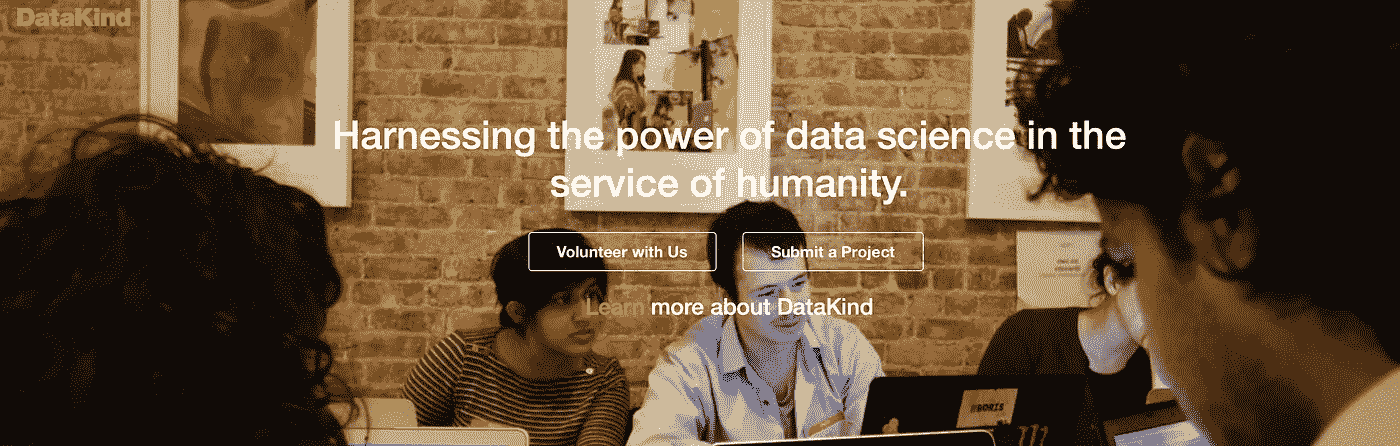 DataKind
Harnessing the power of data science in the
service of humanity.
Volunteer with Us
Submit a Project
Learn more about DataKind
#BORIS